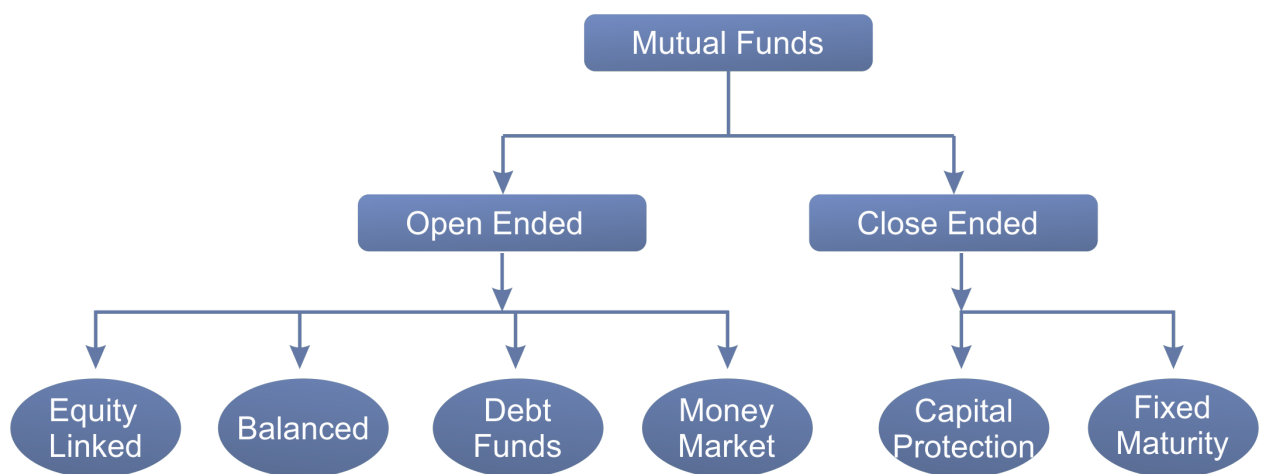 Mutual Funds
Open Ended
Close Ended
Equity
Linked
Balanced
Debt
Funds
Money
Market
Capital
Protection
Fixed
Maturity